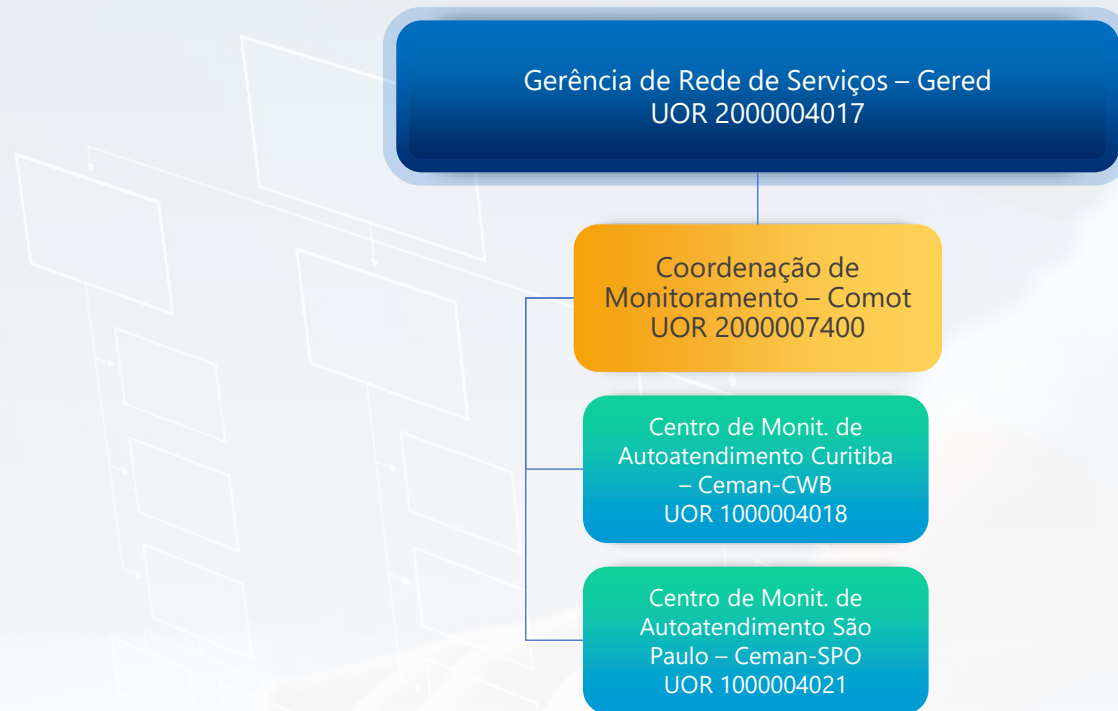 Gerência de Rede de Serviços – Gered
UOR 2000004017
Coordenação de
Monitoramento – Comot
UOR 2000007400
Centro de Monit. de
Autoatendimento Curitiba
– Ceman-CWB
UOR 1000004018
Centro de Monit. de
Autoatendimento São
Paulo – Ceman-SPO
UOR 1000004021